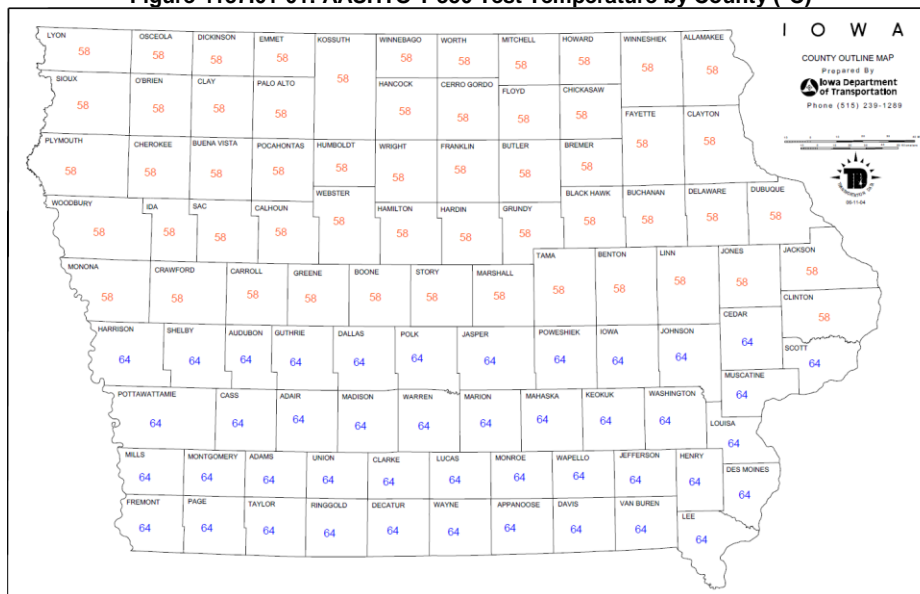 Figure 4137.01-01: AASHTO T 350 Test Temperature by County (°C)
I O W A
COUNTY OUTLINE MAP
Prepared By
Iowa Department
of Transportation
Phone (515) 239-1289
LYON OSCEOLA DICKINSON EMMET KOSSUTH WINNEBAGO WORTH MITCHELL HOWARD WINNESHIEK ALLAMAKEE
58 58 58 58 58 58 58 58 58 58 58
SIOUX O'BRIEN CLAY PALO ALTO HANCOCK CERRO GORDO FLOYD CHICKASAW
58 58 58 58 58 58 58 58
FAYETTE CLAYTON
58 58
PLYMOUTH CHEROKEE BUENA VISTA POCAHONTAS HUMBOLDT WRIGHT FRANKLIN BUTLER BREMER
58 58 58 58 58 58 58 58 58
WOODBURY IDA SAC CALHOUN WEBSTER HAMILTON HARDIN GRUNDY BLACK HAWK BUCHANAN DELAWARE DUBUQUE
58 58 58 58 58 58 58 58 58 58 58 58
MONONA CRAWFORD CARROLL GREENE BOONE STORY MARSHALL TAMA BENTON LINN JONES JACKSON
58 58 58 58 58 58 58 58 58 58 58 58
CLINTON
58
HARRISON SHELBY AUDUBON GUTHRIE DALLAS POLK JASPER POWESHIEK IOWA JOHNSON CEDAR SCOTT
64 64 64 64 64 64 64 64 64 64 64 64
MUSCATINE
64
POTTAWATTAMIE CASS ADAIR MADISON WARREN MARION MAHASKA KEOKUK WASHINGTON LOUISA
64 64 64 64 64 64 64 64 64 64
MILLS MONTGOMERY ADAMS UNION CLARKE LUCAS MONROE WAPELLO JEFFERSON HENRY DES MOINES
64 64 64 64 64 64 64 64 64 64 64
FREMONT PAGE TAYLOR RINGGOLD DECATUR WAYNE APPANOOSE DAVIS VAN BUREN LEE
64 64 64 64 64 64 64 64 64 64